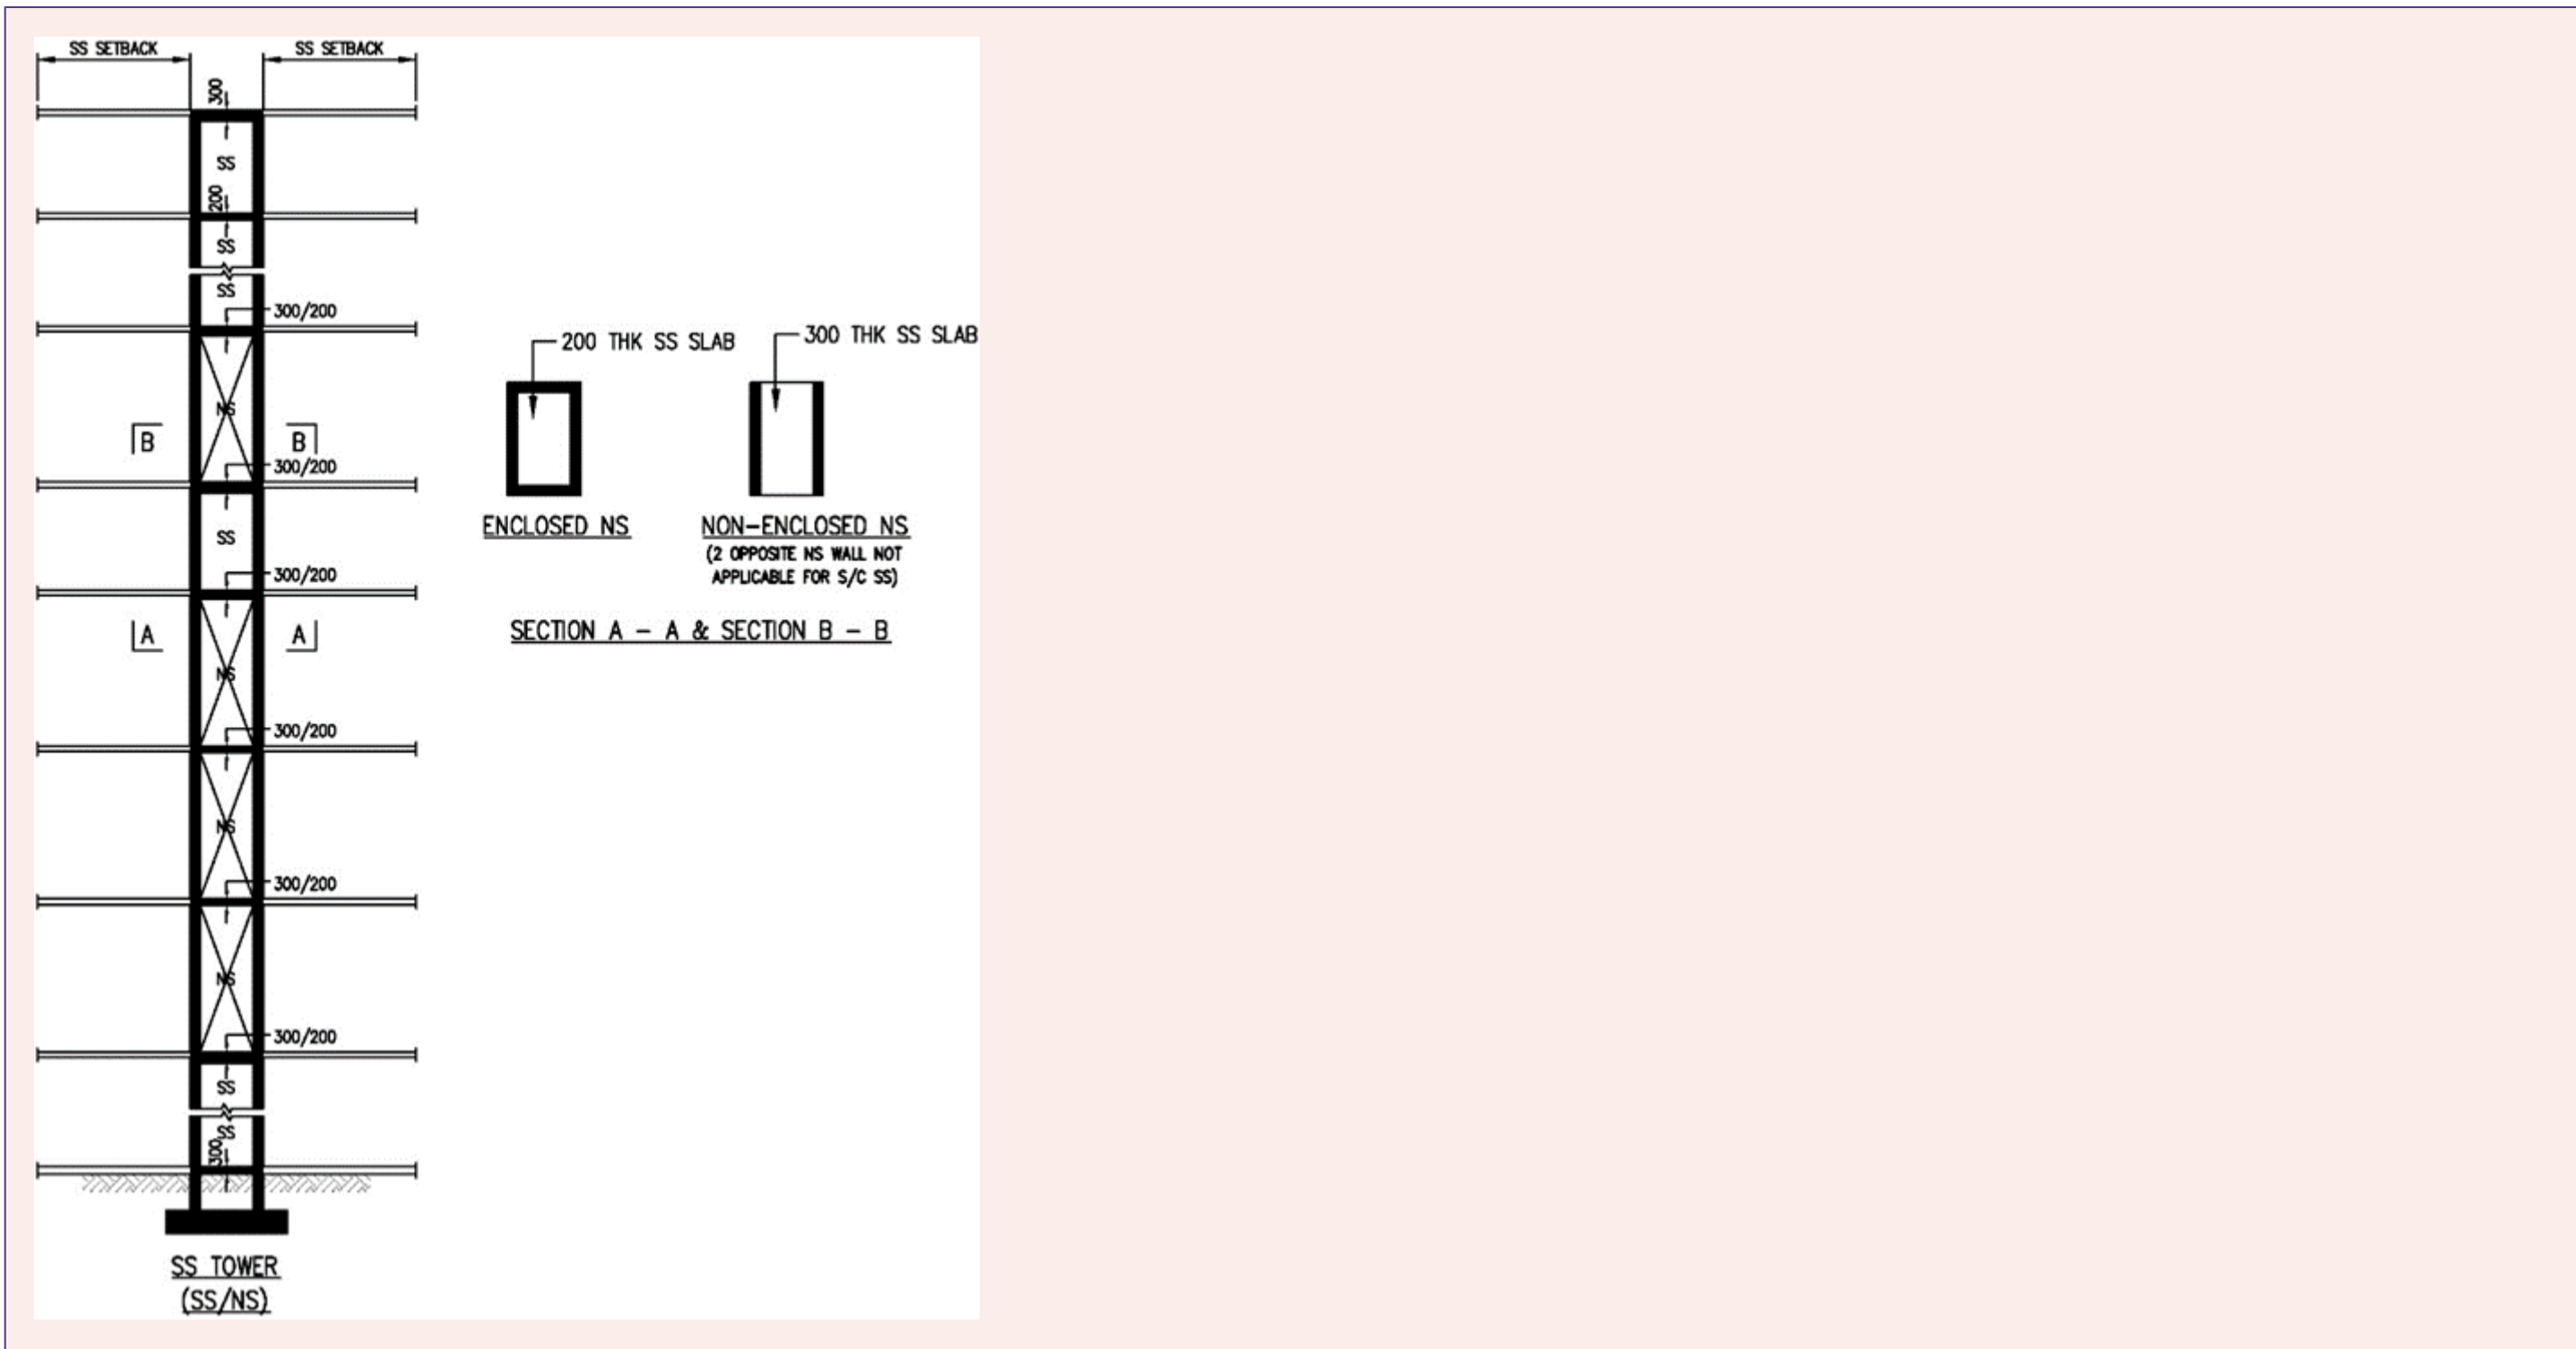 SS SETBACK
SS SETBACK
300
SS
200
SS
SS
300/200
NS
B
B
300/200
SS
300/200
A
A
NS
300/200
NS
300/200
NS
300/200
SS
SS
300
SS TOWER
(SS/NS)
200 THK SS SLAB
300 THK SS SLAB
ENCLOSED NS
NON-ENCLOSED NS
(2 OPPOSITE NS WALL NOT
APPLICABLE FOR S/C SS)
SECTION A - A & SECTION B - B